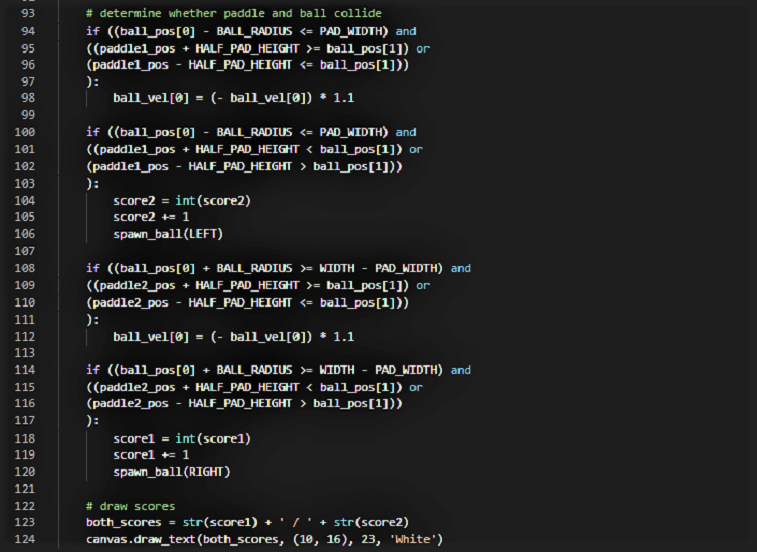 93 # determine whether paddle and ball collide
94 if ((ball_pos[0] - BALL_RADIUS <= PAD_WIDTH) and
95 ((paddle1_pos + HALF_PAD_HEIGHT >= ball_pos[1]) or
96 (paddle1_pos - HALF_PAD_HEIGHT <= ball_pos[1]))
97 ):
98 ball_vel[0] = (- ball_vel[0]) * 1.1
99
100 if ((ball_pos[0] - BALL_RADIUS <= PAD_WIDTH) and
101 ((paddle1_pos + HALF_PAD_HEIGHT < ball_pos[1]) or
102 (paddle1_pos - HALF_PAD_HEIGHT > ball_pos[1]))
103 ):
104 score2 = int(score2)
105 score2 += 1
106 spawn_ball(LEFT)
107
108 if ((ball_pos[0] + BALL_RADIUS >= WIDTH - PAD_WIDTH) and
109 ((paddle2_pos + HALF_PAD_HEIGHT >= ball_pos[1]) or
110 (paddle2_pos - HALF_PAD_HEIGHT <= ball_pos[1]))
111 ):
112 ball_vel[0] = (- ball_vel[0]) * 1.1
113
114 if ((ball_pos[0] + BALL_RADIUS >= WIDTH - PAD_WIDTH) and
115 ((paddle2_pos + HALF_PAD_HEIGHT < ball_pos[1]) or
116 (paddle2_pos - HALF_PAD_HEIGHT > ball_pos[1]))
117 ):
118 score1 = int(score1)
119 score1 += 1
120 spawn_ball(RIGHT)
121
122 # draw scores
123 both_scores = str(score1) + ' / ' + str(score2)
124 canvas.draw_text(both_scores, (10, 16), 23, 'White')